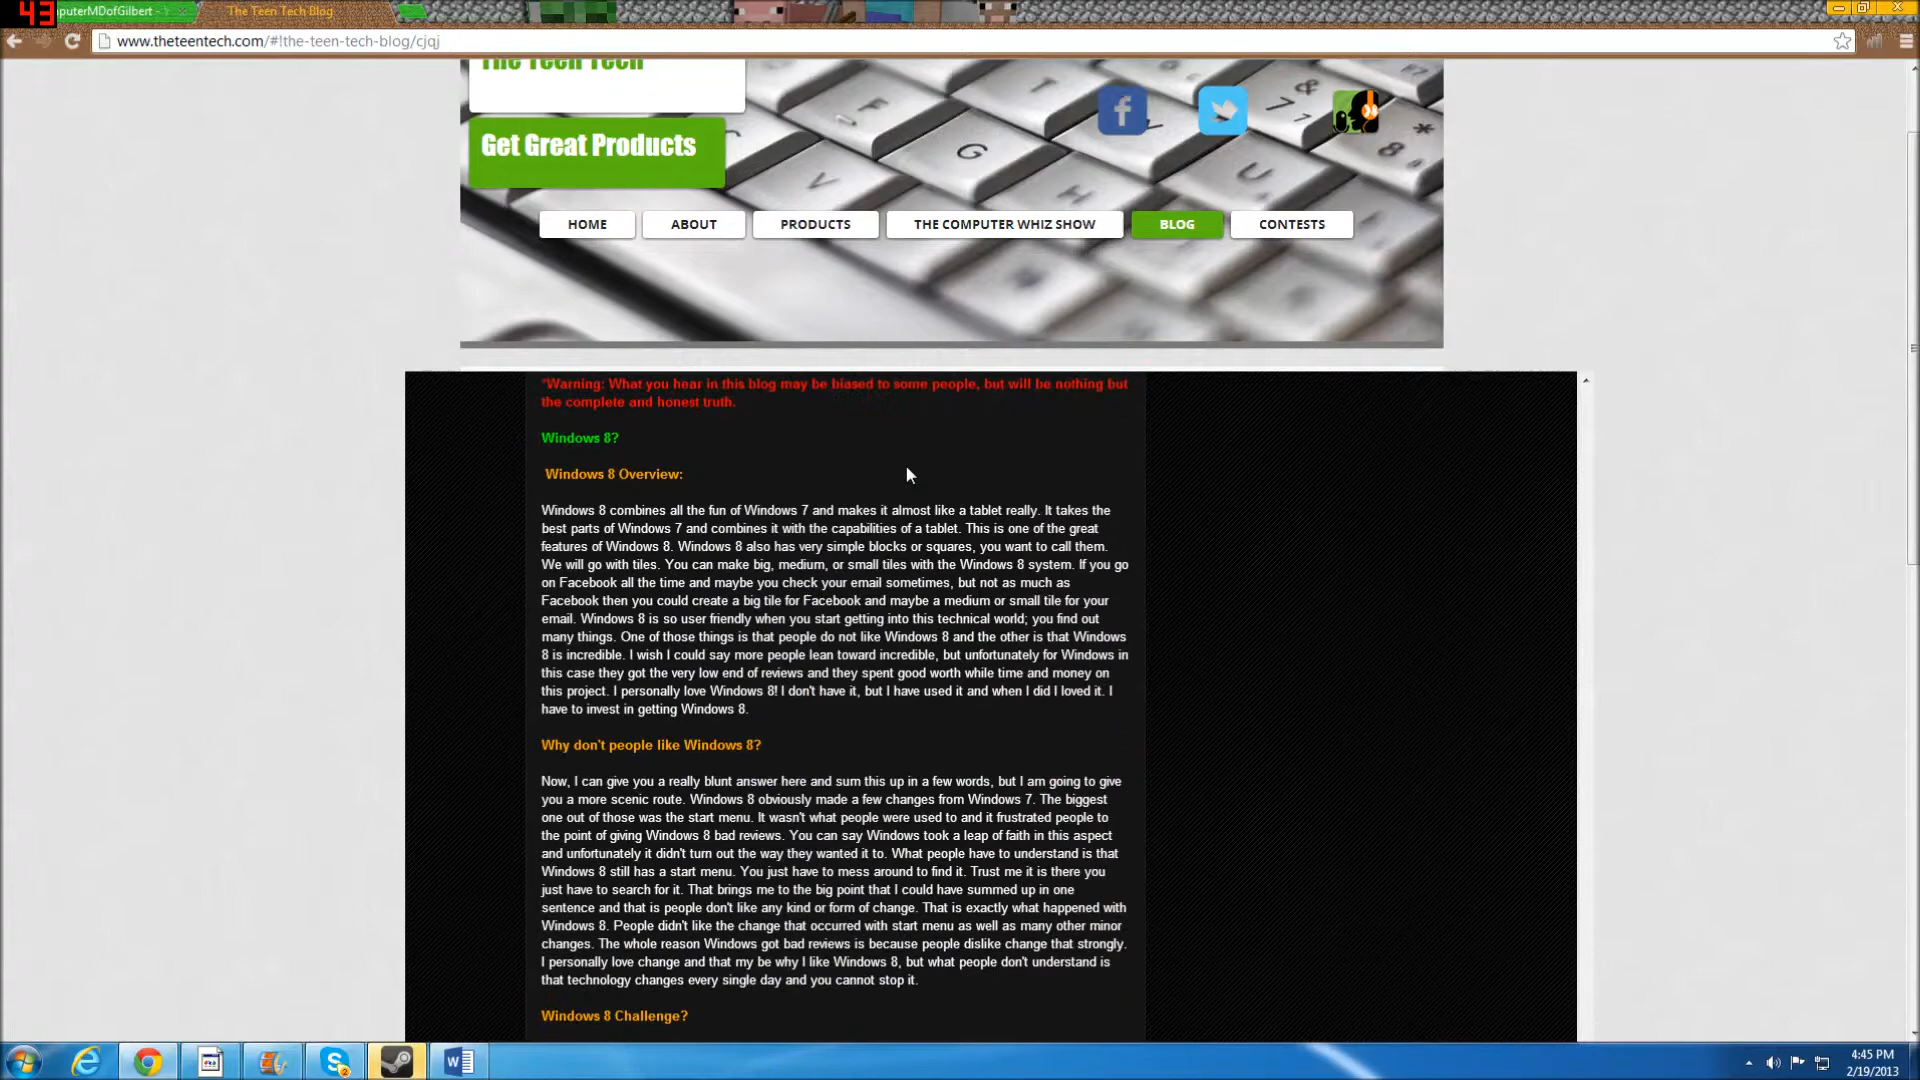 43
puterMDofGilbert -
The Teen Tech Blog
www.theteentech.com/#!the-teen-tech-blog/cjqj
The Teen Tech
Get Great Products
HOME
ABOUT
PRODUCTS
THE COMPUTER WHIZ SHOW
BLOG
CONTESTS
*Warning: What you hear in this blog may be biased to some people, but will be nothing but
the complete and honest truth.
Windows 8?
Windows 8 Overview:
Windows 8 combines all the fun of Windows 7 and makes it almost like a tablet really. It takes the
best parts of Windows 7 and combines it with the capabilities of a tablet. This is one of the great
features of Windows 8. Windows 8 also has very simple blocks or squares, you want to call them.
We will go with tiles. You can make big, medium, or small tiles with the Windows 8 system. If you go
on Facebook all the time and maybe you check your email sometimes, but not as much as
Facebook then you could create a big tile for Facebook and maybe a medium or small tile for your
email. Windows 8 is so user friendly when you start getting into this technical world; you find out
many things. One of those things is that people do not like Windows 8 and the other is that Windows
8 is incredible. I wish I could say more people lean toward incredible, but unfortunately for Windows in
this case they got the very low end of reviews and they spent good worth while time and money on
this project. I personally love Windows 8! I don't have it, but I have used it and when I did I loved it. I
have to invest in getting Windows 8.
Why don't people like Windows 8?
Now, I can give you a really blunt answer here and sum this up in a few words, but I am going to give
you a more scenic route. Windows 8 obviously made a few changes from Windows 7. The biggest
one out of those was the start menu. It wasn't what people were used to and it frustrated people to
the point of giving Windows 8 bad reviews. You can say Windows took a leap of faith in this aspect
and unfortunately it didn't turn out the way they wanted it to. What people have to understand is that
Windows 8 still has a start menu. You just have to mess around to find it. Trust me it is there you
just have to search for it. That brings me to the big point that I could have summed up in one
sentence and that is people don't like any kind or form of change. That is exactly what happened with
Windows 8. People didn't like the change that occurred with start menu as well as many other minor
changes. The whole reason Windows got bad reviews is because people dislike change that strongly.
I personally love change and that my be why I like Windows 8, but what people don't understand is
that technology changes every single day and you cannot stop it.
Windows 8 Challenge?
4:45 PM
2/19/2013